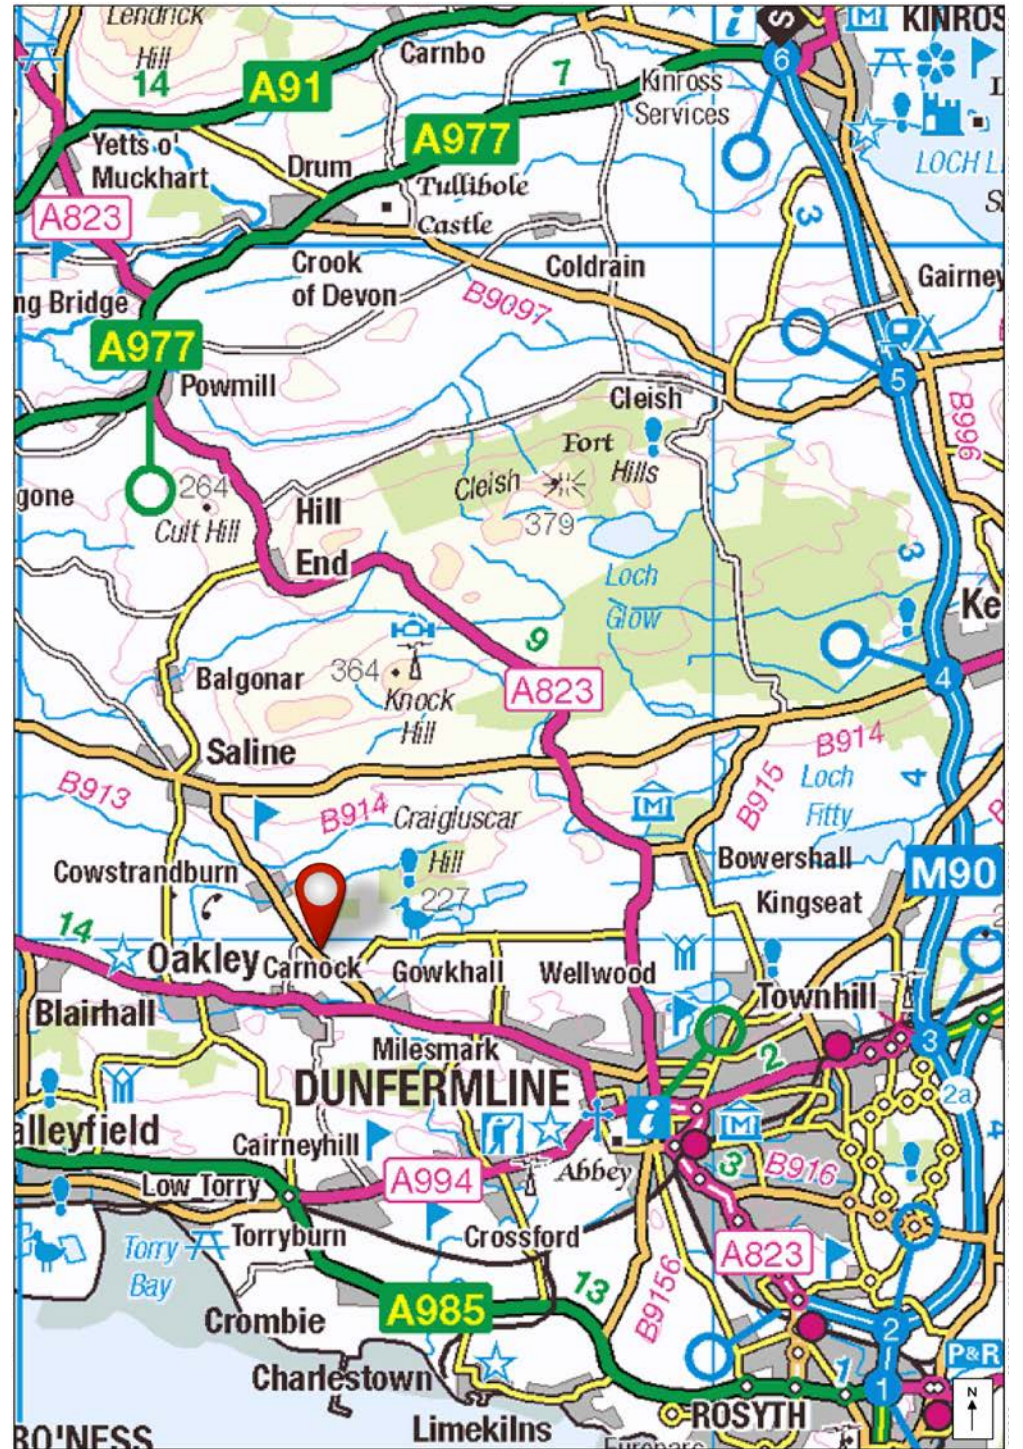 Lendrick
Hill
14
Carnbo
i
S
6
M
KINROS
A91
7
Kinross
Services
L
A977
Yetts o'
Muckhart
Drum
Tullibole
Castle
LOCH L
S
A823
3
Crook
of Devon
Coldrain
Gairney
ng Bridge
B9097
A977
5
Powmill
Cleish
B996
Fort
Hills
gone
264
Cult Hill
Cleish
379
Hill
End
3
Loch
Glow
Ke
9
Balgonar
364
Knock
Hill
A823
4
Saline
B914
B913
B914
Craigluscar
Hill
227
B915
Loch
Fitty
4
M
Cowstrandburn
Bowershall
Kingseat
M90
14
Oakley
Carnock
Gowkhall
Wellwood
Townhill
Blairhall
Milesmark
2
3
2a
DUNFERMLINE
i
M
4
alleyfield
Cairneyhill
Abbey
3
B916
Low Torry
A994
Torry
Bay
Torryburn
Crossford
A823
A985
13
B9156
Crombie
2
P&R
Charlestown
1
1
N
Limekilns
ROSYTH
RO'NESS